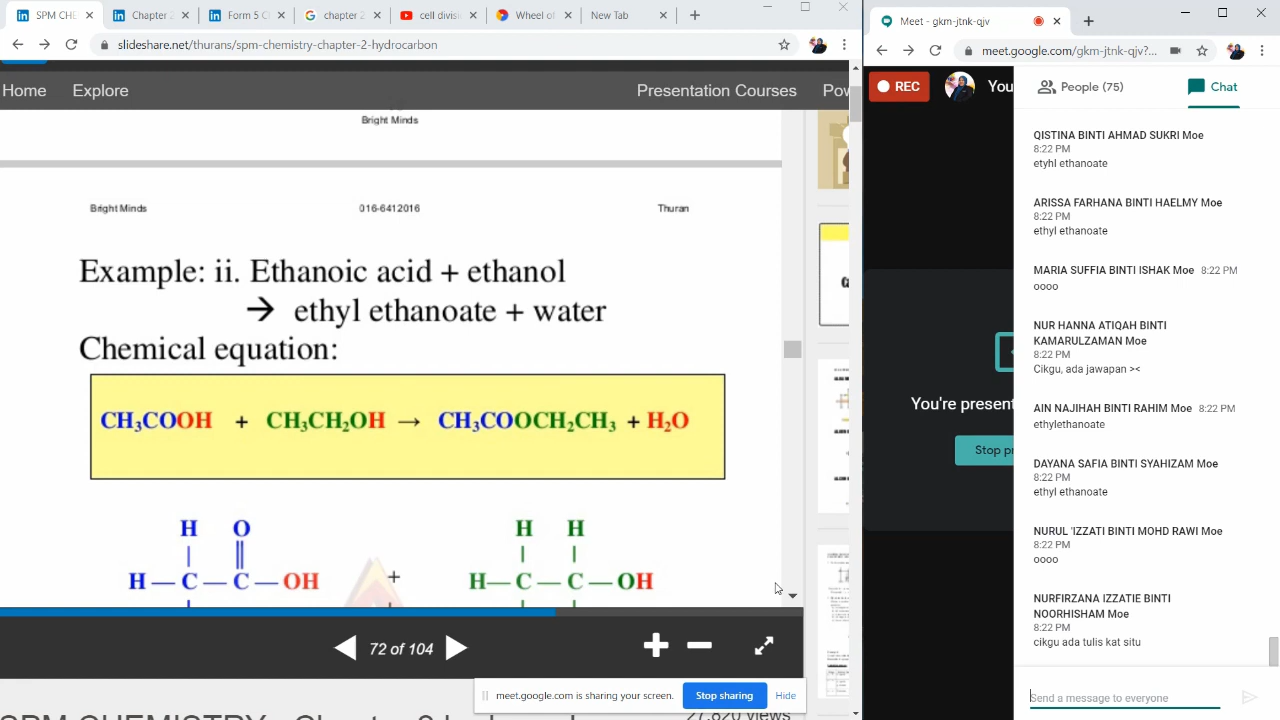 SPM CHE
Chapter 2
Form 5 C
chapter 2
cell divisi
Wheel of
New Tab
Meet - gkm-jtnk-qjv
slideshare.net/thurans/spm-chemistry-chapter-2-hydrocarbon
meet.google.com/gkm-jtnk-qjv?...
Home
Explore
Presentation Courses
Pow
REC
You
People (75)
Chat
Bright Minds
Bright Minds
016-6412016
Thuran
Example: ii. Ethanoic acid + ethanol
→ ethyl ethanoate + water
Chemical equation:
CH₃COOH + CH₃CH₂OH → CH₃COOCH₂CH₃ + H₂O
H O
H — C — C — OH
+
H H
H — C — C — OH
72 of 104
meet.google.com is sharing your screen.
Stop sharing
Hide
27,820 views
You're present
Stop pr
QISTINA BINTI AHMAD SUKRI Moe
8:22 PM
etyhl ethanoate
ARISSA FARHANA BINTI HAELMY Moe
8:22 PM
ethyl ethanoate
MARIA SUFFIA BINTI ISHAK Moe 8:22 PM
oooo
NUR HANNA ATIQAH BINTI
KAMARULZAMAN Moe
8:22 PM
Cikgu, ada jawapan ><
AIN NAJIHAH BINTI RAHIM Moe 8:22 PM
ethylethanoate
DAYANA SAFIA BINTI SYAHIZAM Moe
8:22 PM
ethyl ethanoate
NURUL 'IZZATI BINTI MOHD RAWI Moe
8:22 PM
oooo
NURFIRZANA IZZATIE BINTI
NOORHISHAM Moe
8:22 PM
cikgu ada tulis kat situ
Send a message to everyone